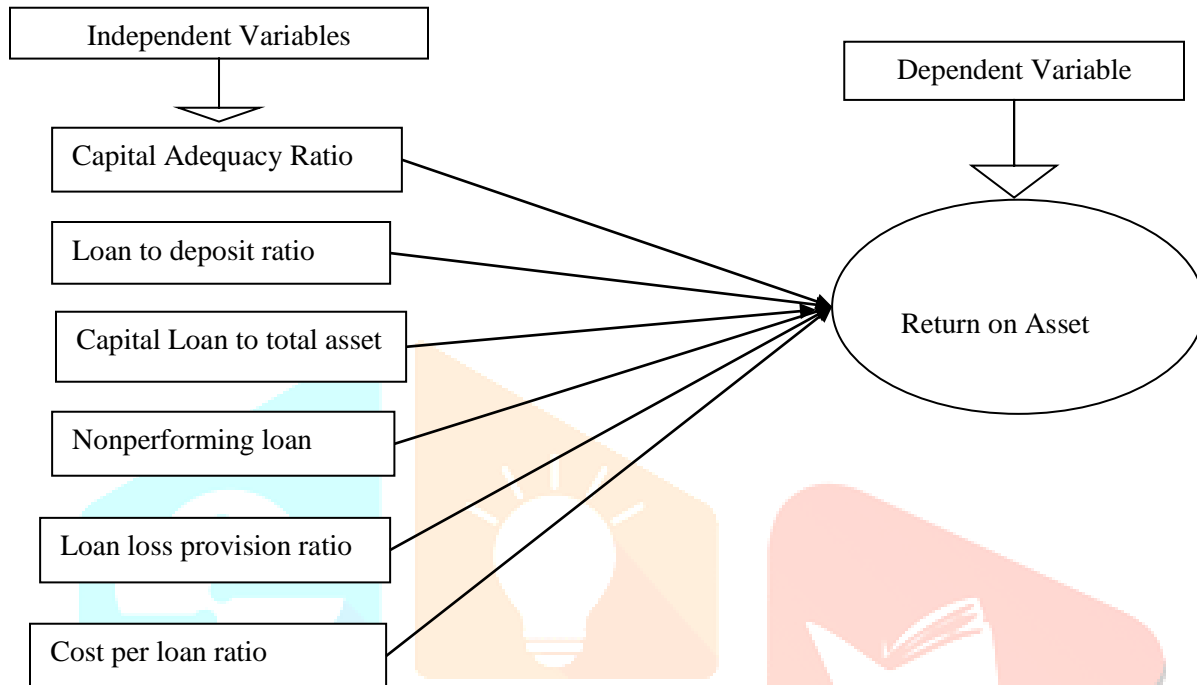 Independent Variables
Dependent Variable
Capital Adequacy Ratio
Loan to deposit ratio
Capital Loan to total asset
Return on Asset
Nonperforming loan
Loan loss provision ratio
Cost per loan ratio